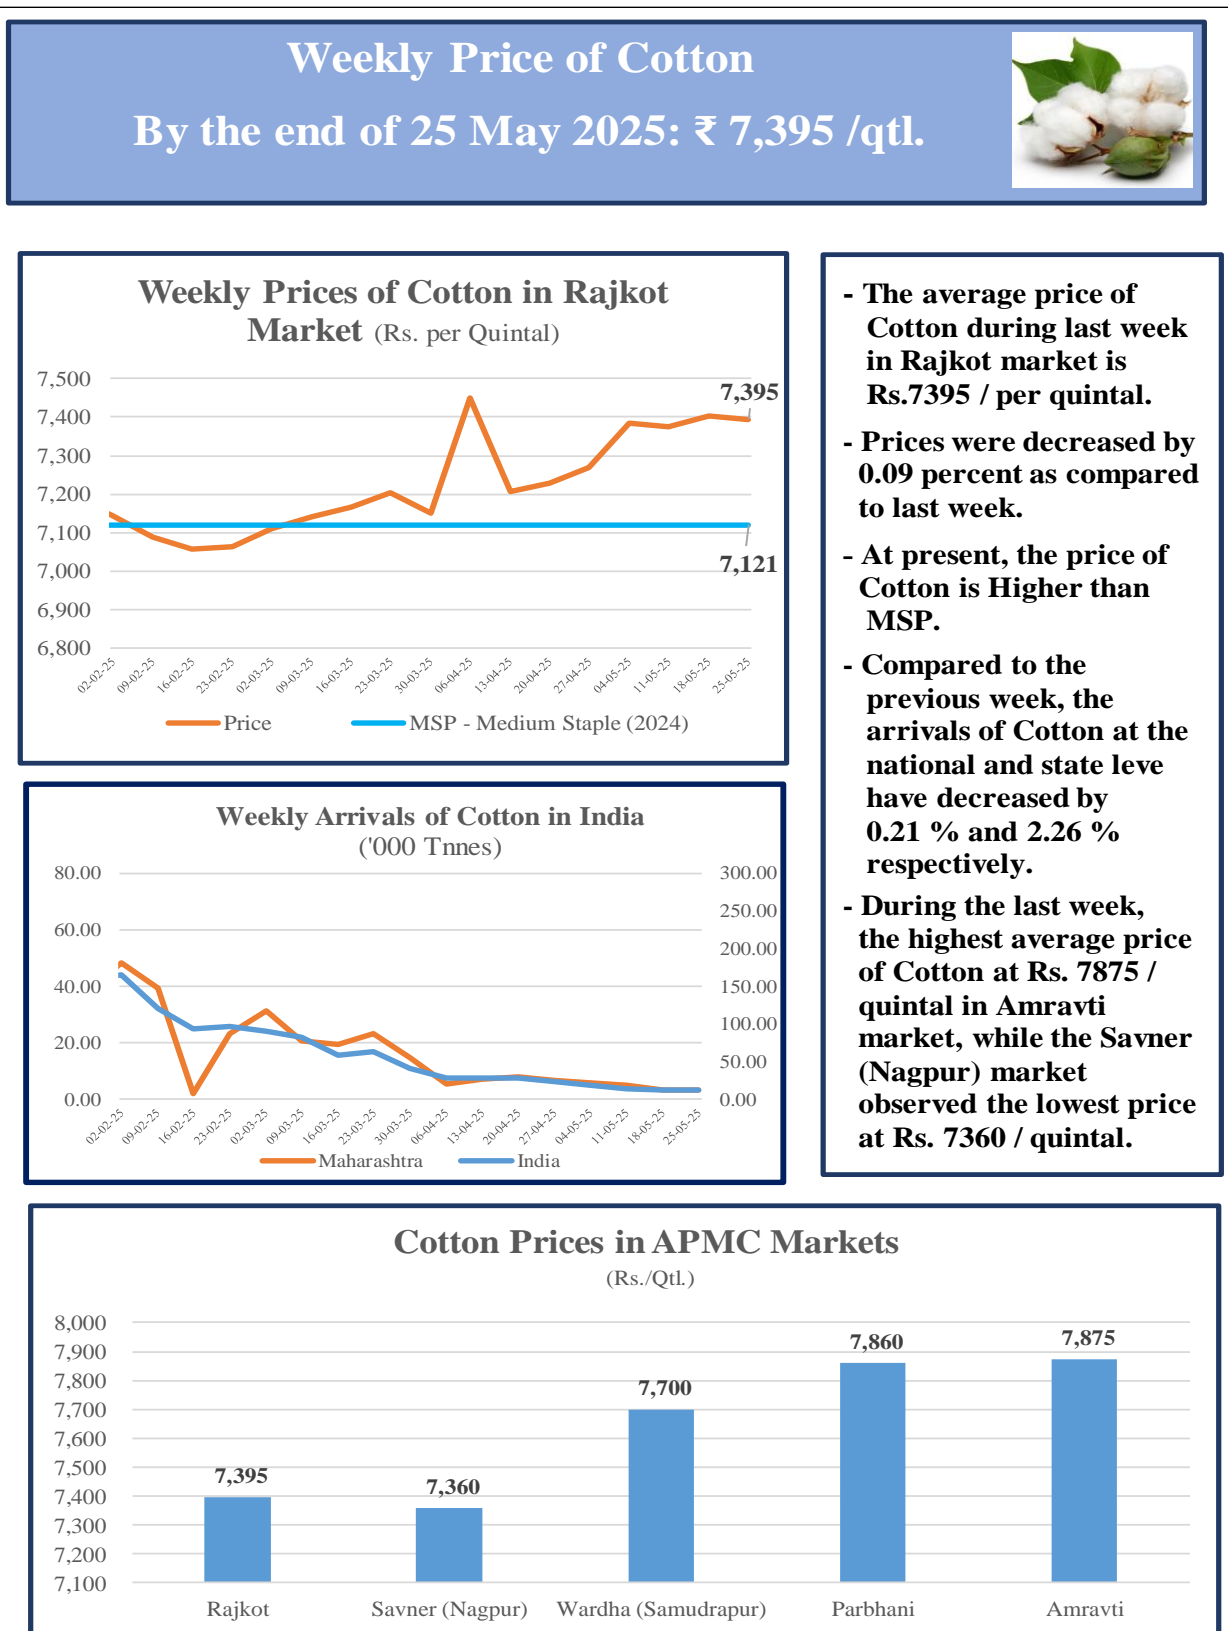 Weekly Price of Cotton
By the end of 25 May 2025: ₹ 7,395 /qtl.
Weekly Prices of Cotton in Rajkot
Market (Rs. per Quintal)
7,500
7,400
7,300
7,200
7,100
7,000
6,900
6,800
7,395
7,121
02-02-25
09-02-25
16-02-25
23-02-25
02-03-25
09-03-25
16-03-25
23-03-25
30-03-25
06-04-25
13-04-25
20-04-25
27-04-25
04-05-25
11-05-25
18-05-25
25-05-25
Price
MSP - Medium Staple (2024)
Weekly Arrivals of Cotton in India
('000 Tnnes)
80.00
60.00
40.00
20.00
0.00
300.00
250.00
200.00
150.00
100.00
50.00
0.00
02-02-25
09-02-25
16-02-25
23-02-25
02-03-25
09-03-25
16-03-25
23-03-25
30-03-25
06-04-25
13-04-25
20-04-25
27-04-25
04-05-25
11-05-25
18-05-25
25-05-25
Maharashtra
India
- The average price of
Cotton during last week
in Rajkot market is
Rs.7395 / per quintal.
- Prices were decreased by
0.09 percent as compared
to last week.
- At present, the price of
Cotton is Higher than
MSP.
- Compared to the
previous week, the
arrivals of Cotton at the
national and state leve
have decreased by
0.21 % and 2.26 %
respectively.
- During the last week,
the highest average price
of Cotton at Rs. 7875 /
quintal in Amravti
market, while the Savner
(Nagpur) market
observed the lowest price
at Rs. 7360 / quintal.
Cotton Prices in APMC Markets
(Rs./Qtl.)
8,000
7,900
7,800
7,700
7,600
7,500
7,400
7,300
7,200
7,100
7,395
7,360
7,700
7,860
7,875
Rajkot
Savner (Nagpur)
Wardha (Samudrapur)
Parbhani
Amravti